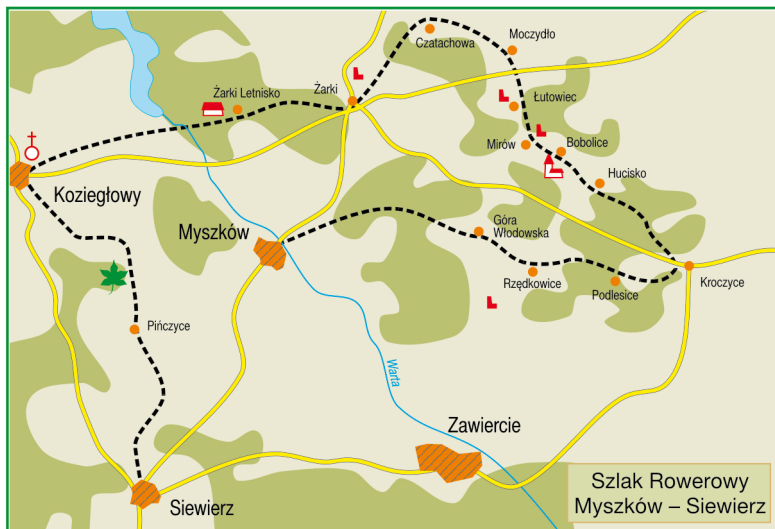 Czatachowa
Moczydło
Żarki Letnisko
Żarki
Łutowiec
Mirów
Bobolice
Hucisko
Koziegłowy
Myszków
Góra
Włodowska
Rzędkowice
Podlesice
Kroczyce
Pińczyce
Warta
Zawiercie
Siewierz
Szlak Rowerowy
Myszków – Siewierz